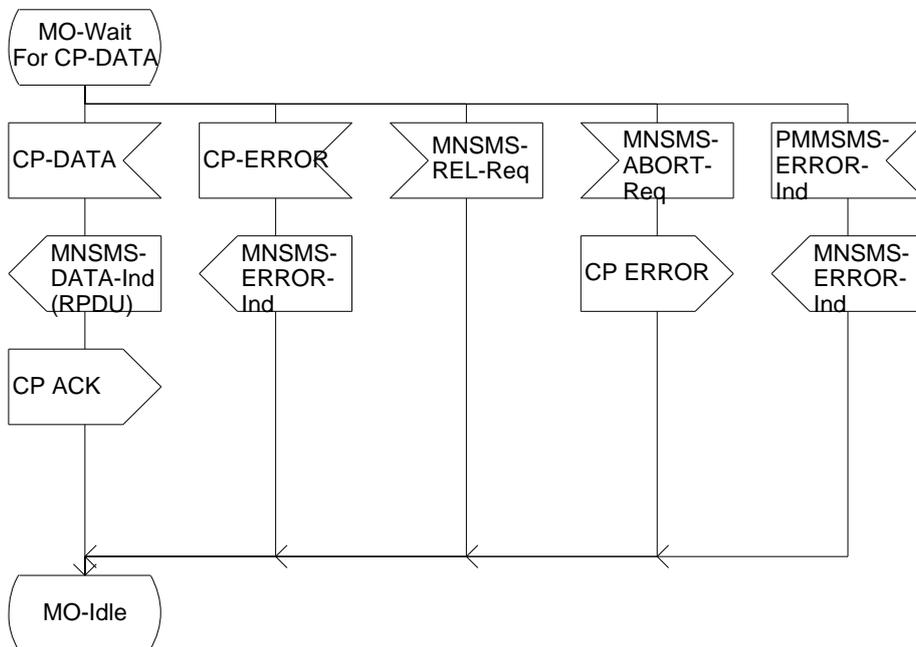 MO-Wait
For CP-DATA
CP-DATA
CP-ERROR
MNSMS-
REL-Req
MNSMS-
ABORT-
Req
PMMSMS-
ERROR-
Ind
MNSMS-
DATA-Ind
(RPDU)
MNSMS-
ERROR-
Ind
CP ERROR
MNSMS-
ERROR-
Ind
CP ACK
MO-Idle